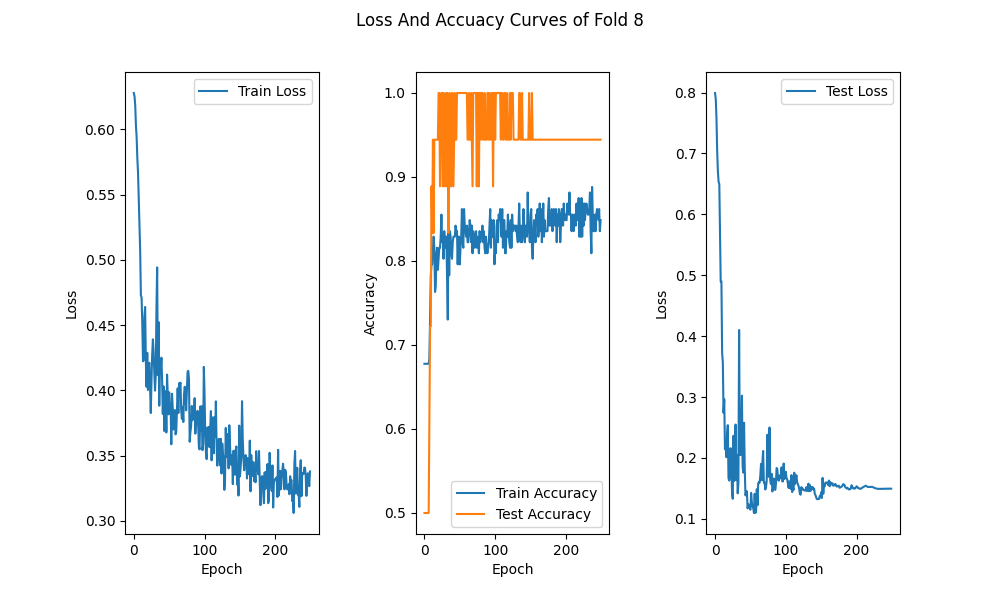 Loss And Accuacy Curves of Fold 8
Train Loss
0.60
0.55
0.50
0.45
0.40
0.35
0.30
Loss
0
100
200
Epoch
1.0
0.9
0.8
0.7
0.6
0.5
Accuracy
Train Accuracy
Test Accuracy
0
100
200
Epoch
Test Loss
0.8
0.7
0.6
0.5
0.4
0.3
0.2
0.1
Loss
0
100
200
Epoch